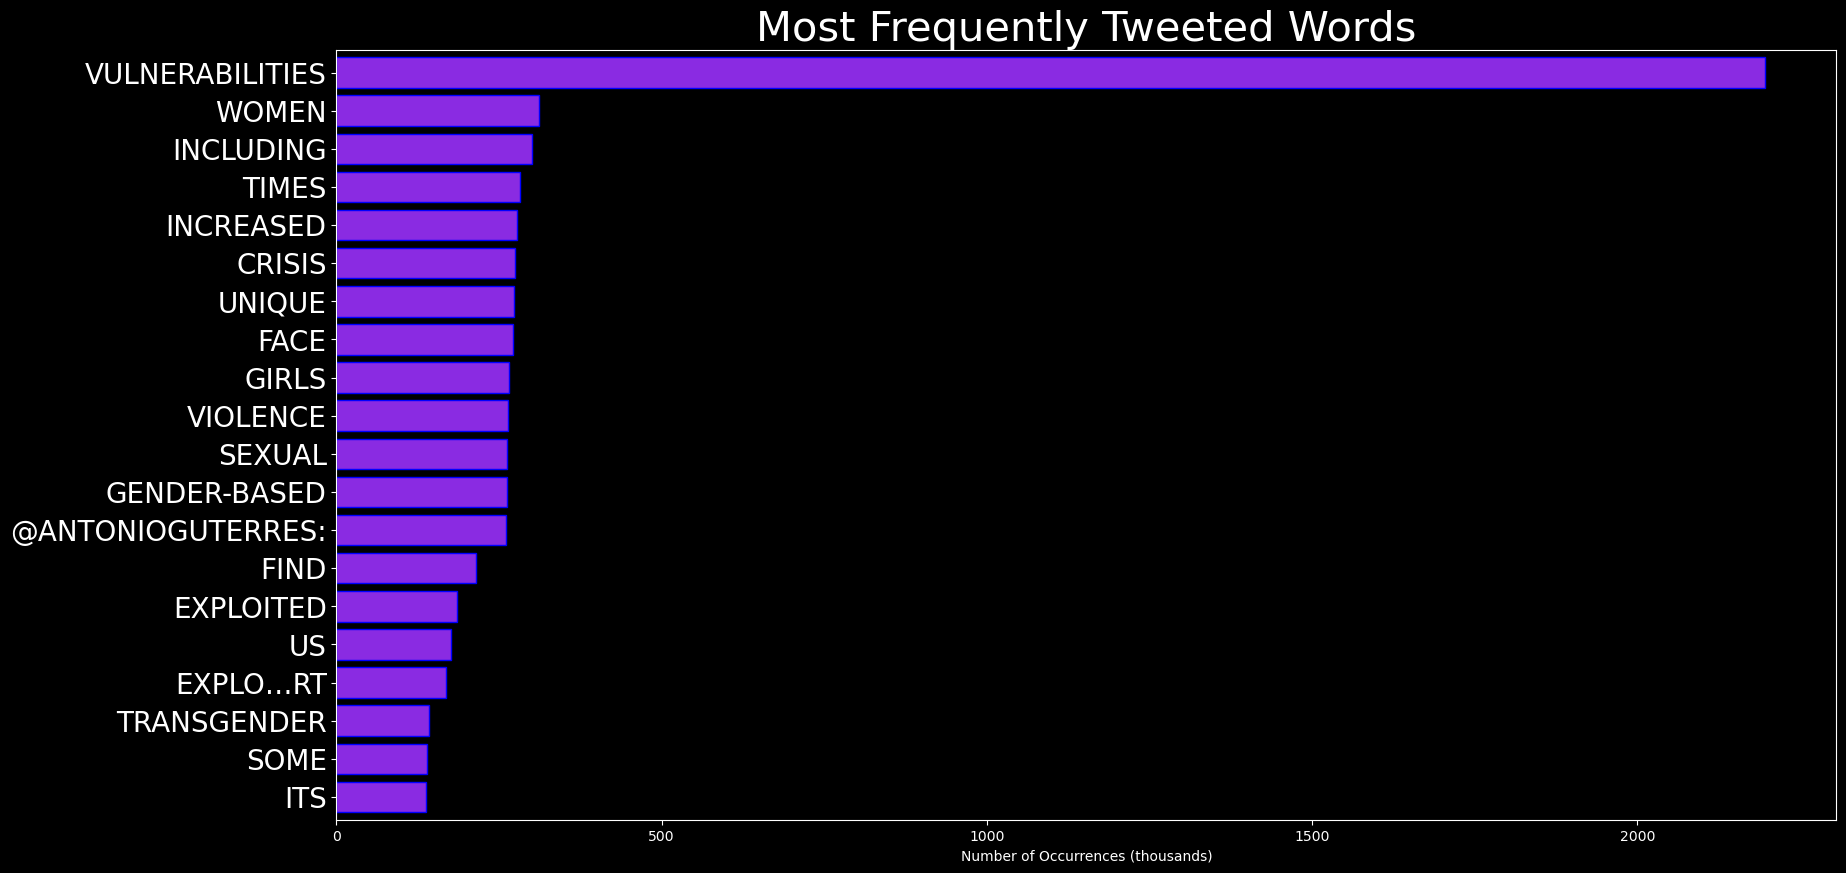 Most Frequently Tweeted Words
VULNERABILITIES
WOMEN
INCLUDING
TIMES
INCREASED
CRISIS
UNIQUE
FACE
GIRLS
VIOLENCE
SEXUAL
GENDER-BASED
@ANTONIOGUTERRES:
FIND
EXPLOITED
US
EXPLO…RT
TRANSGENDER
SOME
ITS
0 500 1000 1500 2000
Number of Occurrences (thousands)